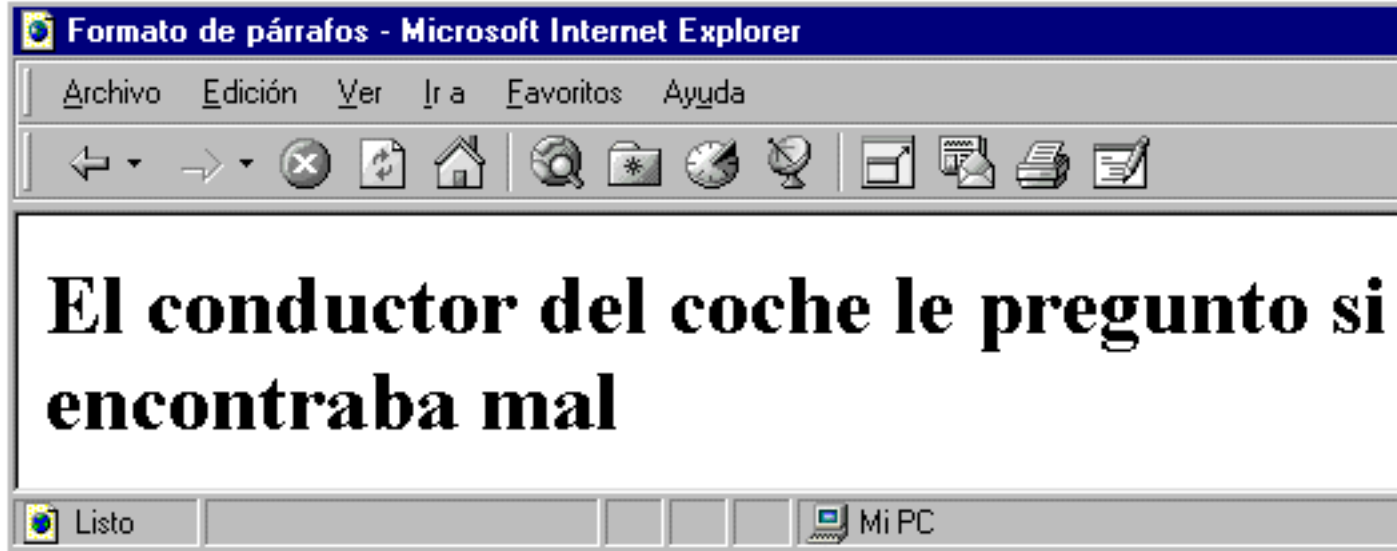 Formato de párrafos - Microsoft Internet Explorer
Archivo Edición Ver Ir a Favoritos Ayuda
El conductor del coche le pregunto si
encontraba mal
Listo Mi PC